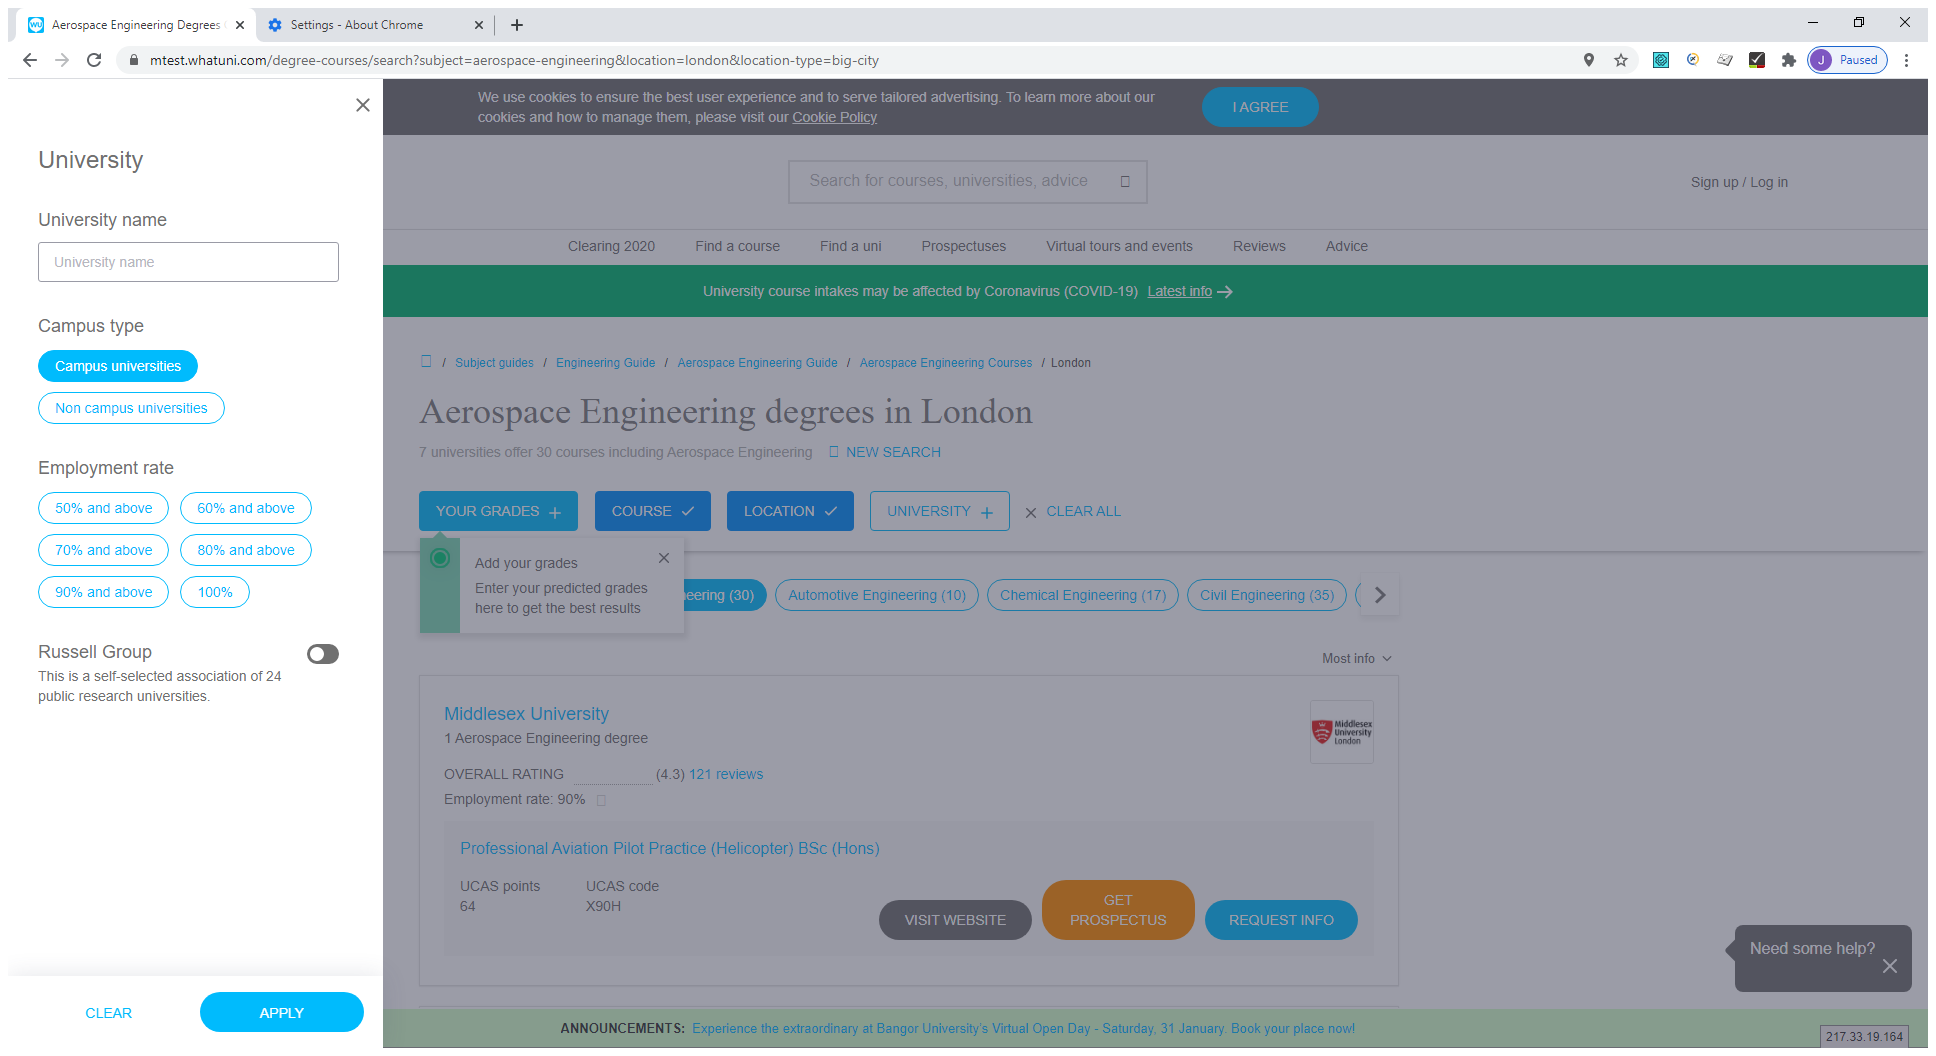 Aerospace Engineering Degrees
Settings - About Chrome
mtest.whatuni.com/degree-courses/search?subject=aerospace-engineering&location=london&location-type=big-city
J Paused
University
University name
University name
Campus type
Campus universities
Non campus universities
Employment rate
50% and above 60% and above
70% and above 80% and above
90% and above 100%
Russell Group
This is a self-selected association of 24
public research universities.
CLEAR APPLY
We use cookies to ensure the best user experience and to serve tailored advertising. To learn more about our
cookies and how to manage them, please visit our Cookie Policy
I AGREE
Search for courses, universities, advice
Sign up / Log in
Clearing 2020 Find a course Find a uni Prospectuses Virtual tours and events Reviews Advice
University course intakes may be affected by Coronavirus (COVID-19) Latest info
/ Subject guides / Engineering Guide / Aerospace Engineering Guide / Aerospace Engineering Courses / London
Aerospace Engineering degrees in London
7 universities offer 30 courses including Aerospace Engineering NEW SEARCH
YOUR GRADES COURSE LOCATION UNIVERSITY CLEAR ALL
Add your grades
Enter your predicted grades
here to get the best results
eering (30) Automotive Engineering (10) Chemical Engineering (17) Civil Engineering (35)
Most info
Middlesex University
1 Aerospace Engineering degree
Middlesex
University
London
OVERALL RATING (4.3) 121 reviews
Employment rate: 90%
Professional Aviation Pilot Practice (Helicopter) BSc (Hons)
UCAS points UCAS code
64 X90H
VISIT WEBSITE
GET
PROSPECTUS
REQUEST INFO
Need some help?
ANNOUNCEMENTS: Experience the extraordinary at Bangor University's Virtual Open Day - Saturday, 31 January. Book your place now!
217.33.19.164